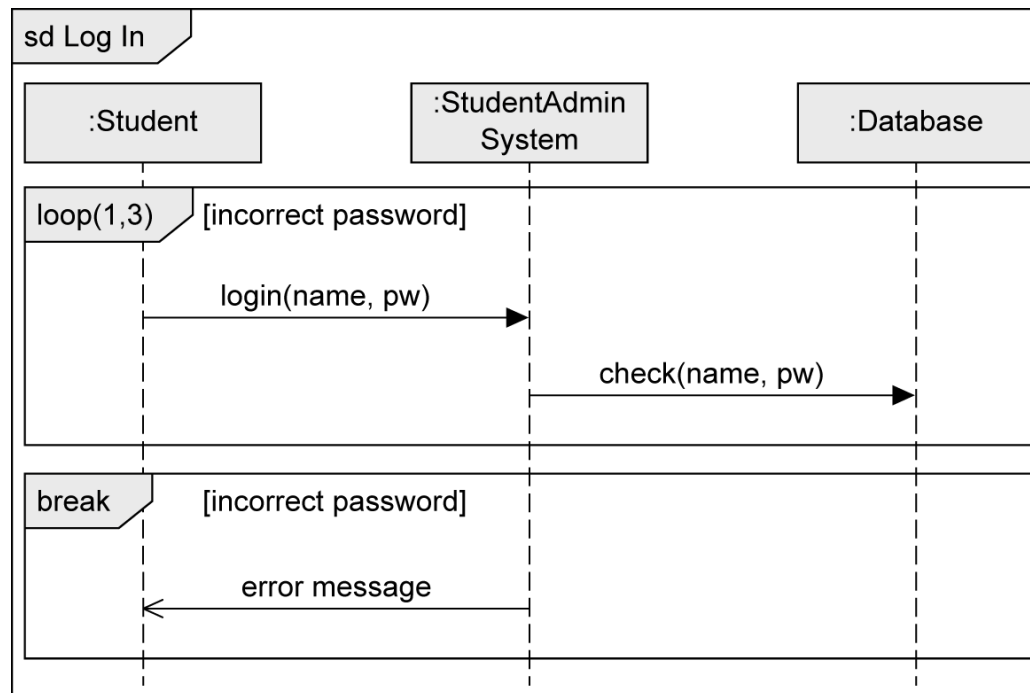 sd Log In
:Student
:StudentAdmin
System
:Database
loop(1,3)
[incorrect password]
login(name, pw)
check(name, pw)
break
[incorrect password]
error message